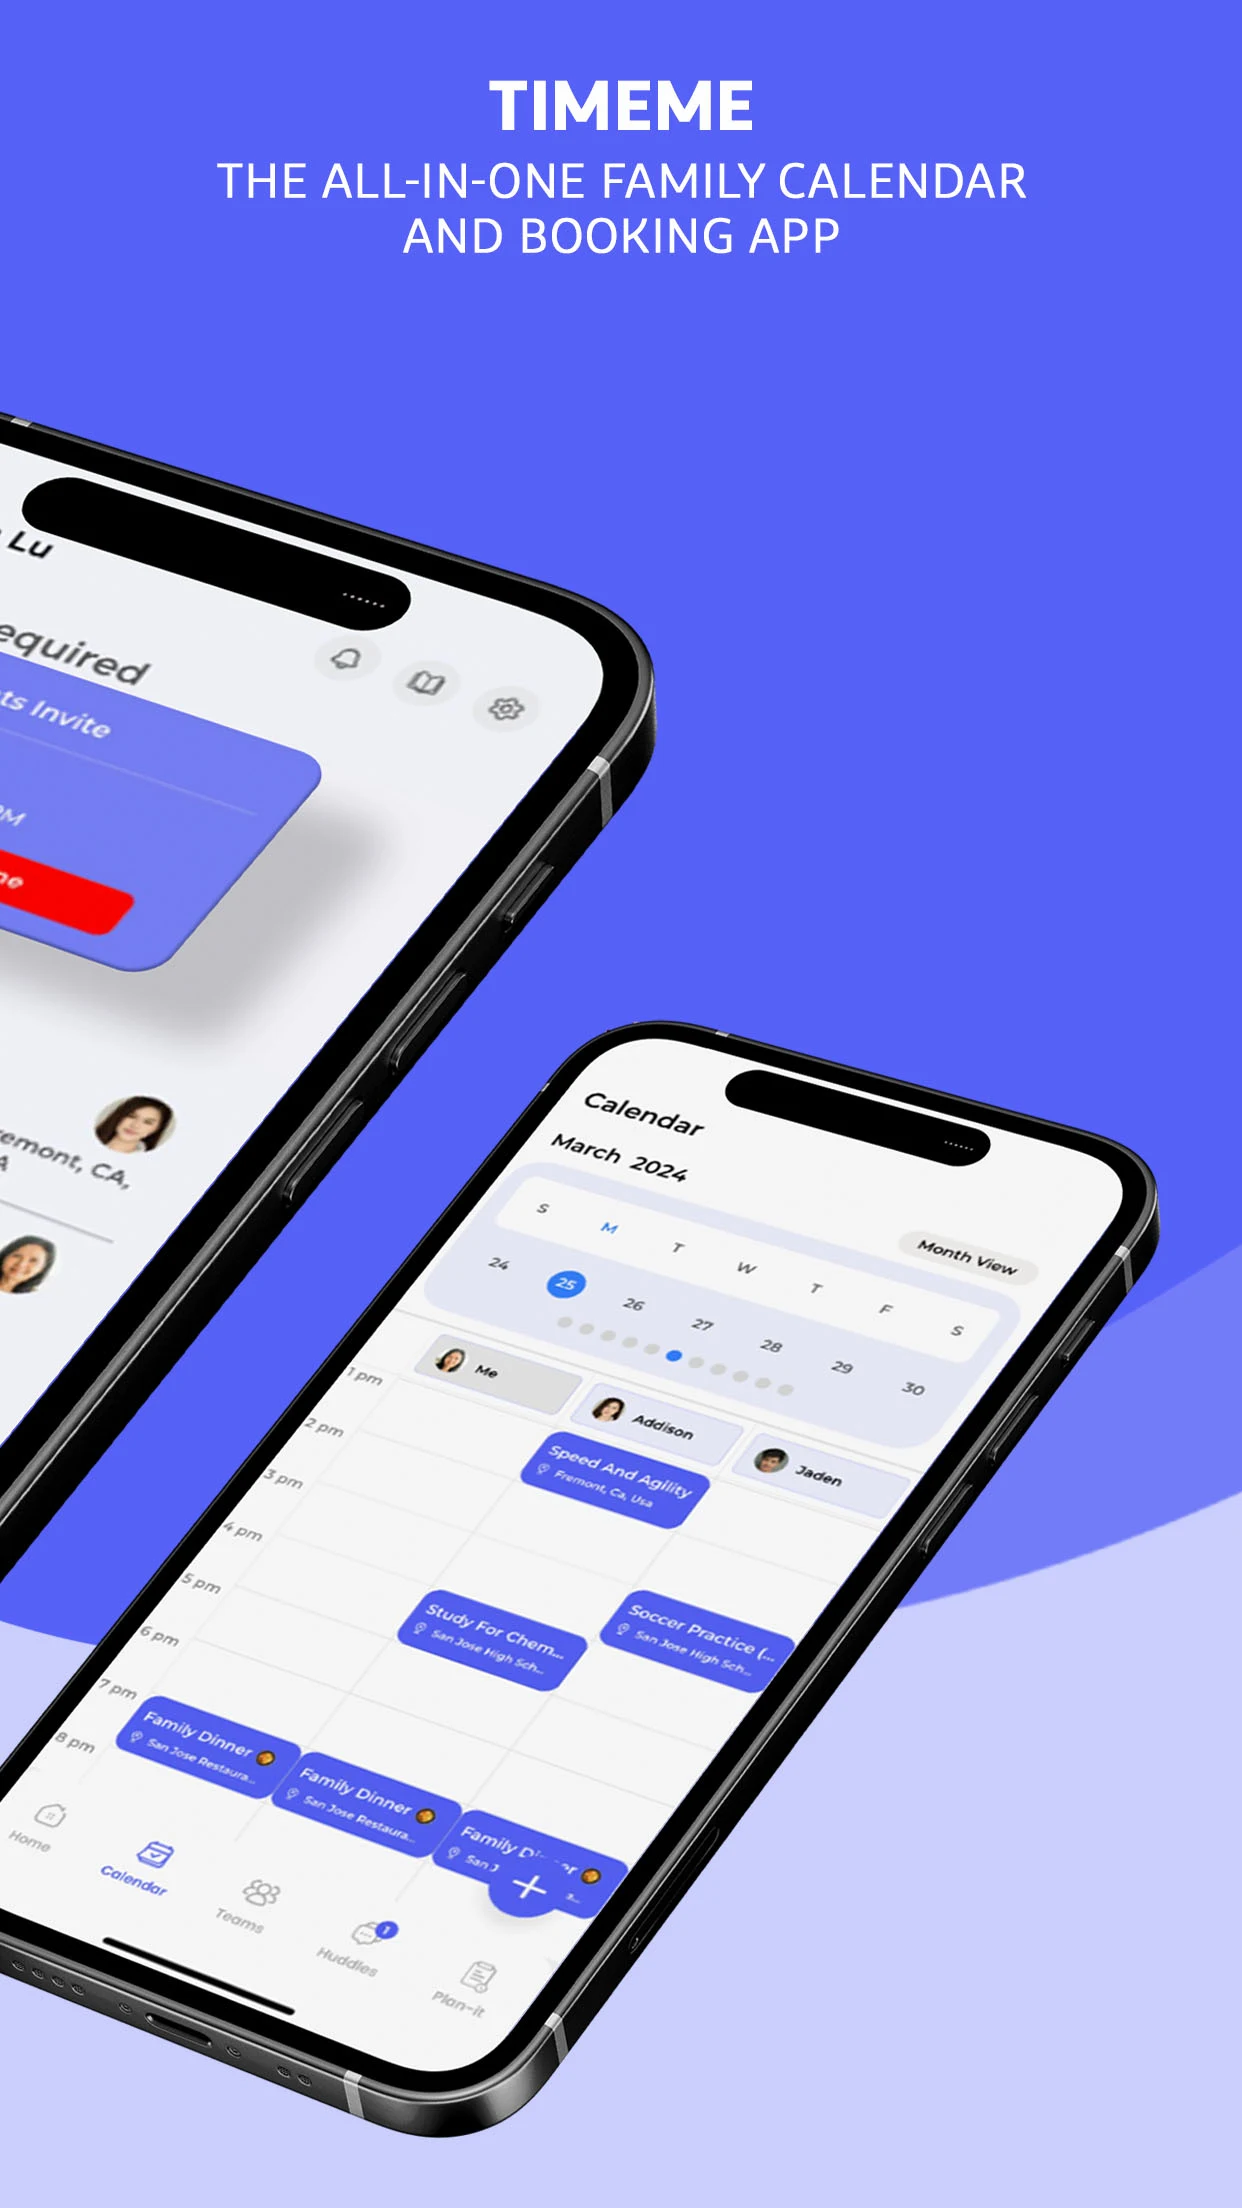 TIMEME
THE ALL-IN-ONE FAMILY CALENDAR
AND BOOKING APP
Lu
equired
ts Invite
PM
ne
emont, CA,
A
Calendar
March 2024
Month View
S M T W T F S
24 25 26 27 28 29 30
Me
Addison
Jaden
1 pm
2 pm
3 pm
4 pm
5 pm
6 pm
7 pm
8 pm
Speed And Agility
Fremont, Ca, Usa
Study For Chem...
San Jose High Sch...
Soccer Practice (...
San Jose High Sch...
Family Dinner
San Jose Restaura...
Family Dinner
San Jose Restaura...
Family Di
San J
Home
Calendar
Teams
1
Huddles
Plan-it